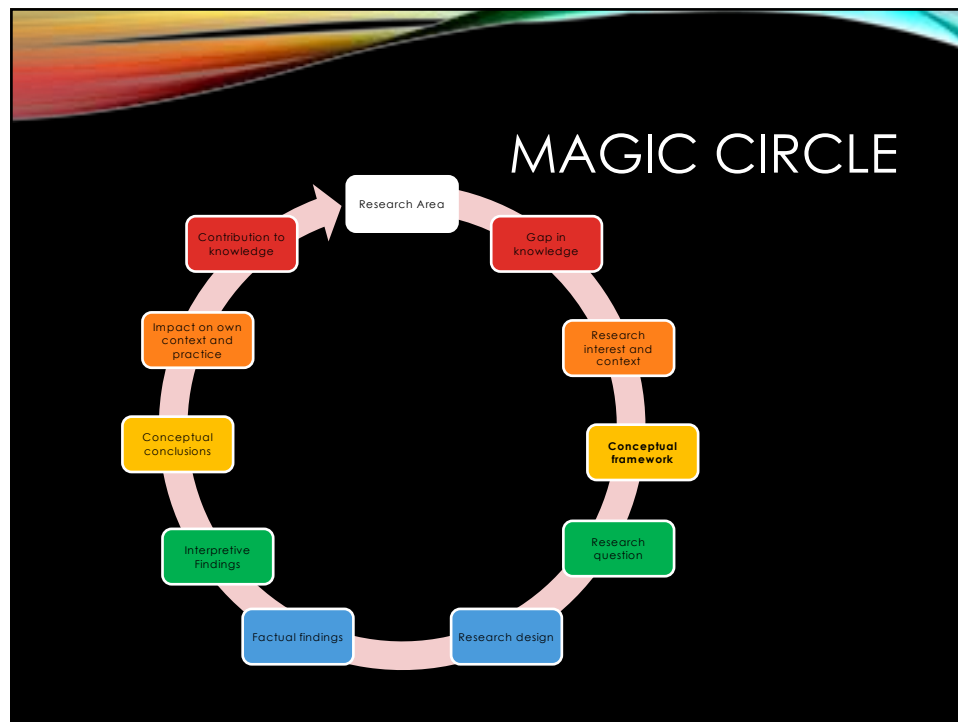 MAGIC CIRCLE
Research Area
Gap in
knowledge
Research
interest and
context
Conceptual
framework
Research
question
Research design
Factual findings
Interpretive
Findings
Conceptual
conclusions
Impact on own
context and
practice
Contribution to
knowledge